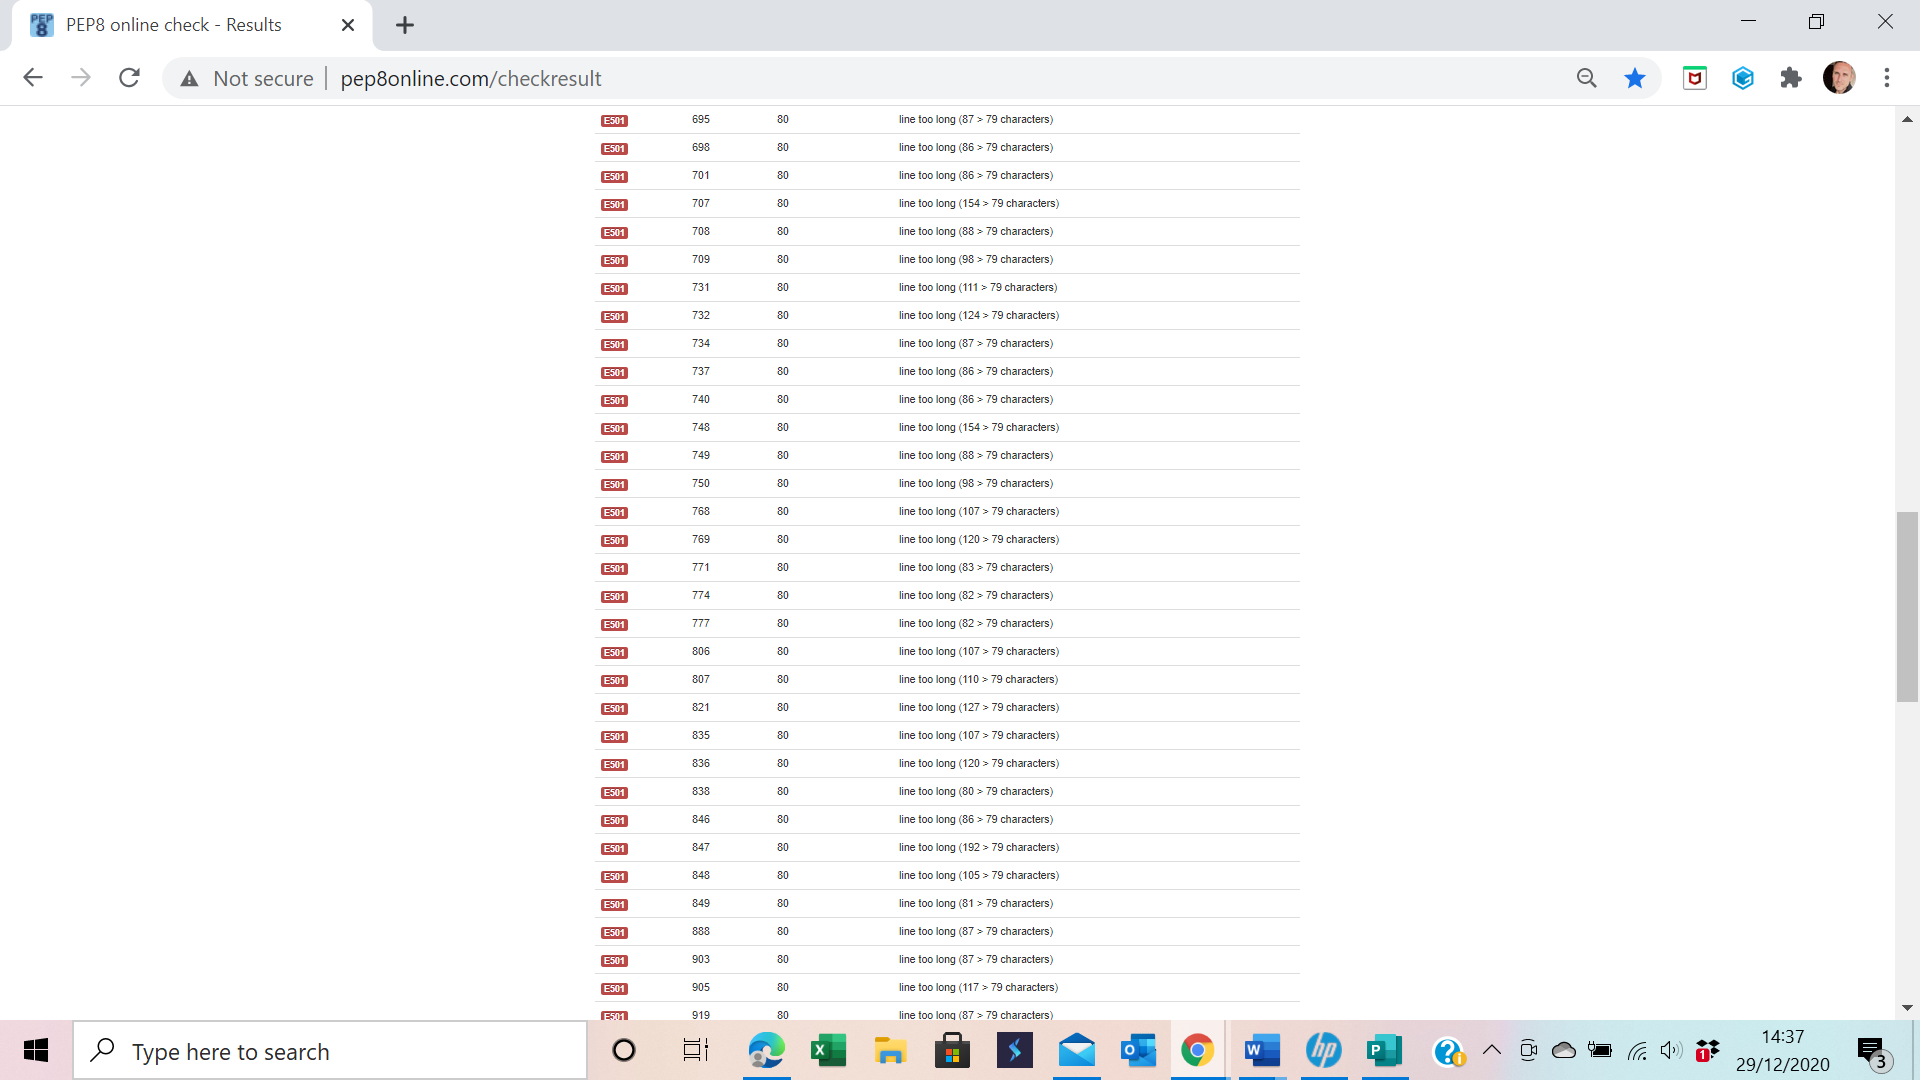 PEP8 online check - Results
Not secure pep8online.com/checkresult
E501 695 80 line too long (87 > 79 characters)
E501 698 80 line too long (86 > 79 characters)
E501 701 80 line too long (86 > 79 characters)
E501 707 80 line too long (154 > 79 characters)
E501 708 80 line too long (88 > 79 characters)
E501 709 80 line too long (98 > 79 characters)
E501 731 80 line too long (111 > 79 characters)
E501 732 80 line too long (124 > 79 characters)
E501 734 80 line too long (87 > 79 characters)
E501 737 80 line too long (86 > 79 characters)
E501 740 80 line too long (86 > 79 characters)
E501 748 80 line too long (154 > 79 characters)
E501 749 80 line too long (88 > 79 characters)
E501 750 80 line too long (98 > 79 characters)
E501 768 80 line too long (107 > 79 characters)
E501 769 80 line too long (120 > 79 characters)
E501 771 80 line too long (83 > 79 characters)
E501 774 80 line too long (82 > 79 characters)
E501 777 80 line too long (82 > 79 characters)
E501 806 80 line too long (107 > 79 characters)
E501 807 80 line too long (110 > 79 characters)
E501 821 80 line too long (127 > 79 characters)
E501 835 80 line too long (107 > 79 characters)
E501 836 80 line too long (120 > 79 characters)
E501 838 80 line too long (80 > 79 characters)
E501 846 80 line too long (86 > 79 characters)
E501 847 80 line too long (192 > 79 characters)
E501 848 80 line too long (105 > 79 characters)
E501 849 80 line too long (81 > 79 characters)
E501 888 80 line too long (87 > 79 characters)
E501 903 80 line too long (87 > 79 characters)
E501 905 80 line too long (117 > 79 characters)
E501 919 80 line too long (87 > 79 characters)
Type here to search
14:37
29/12/2020
3